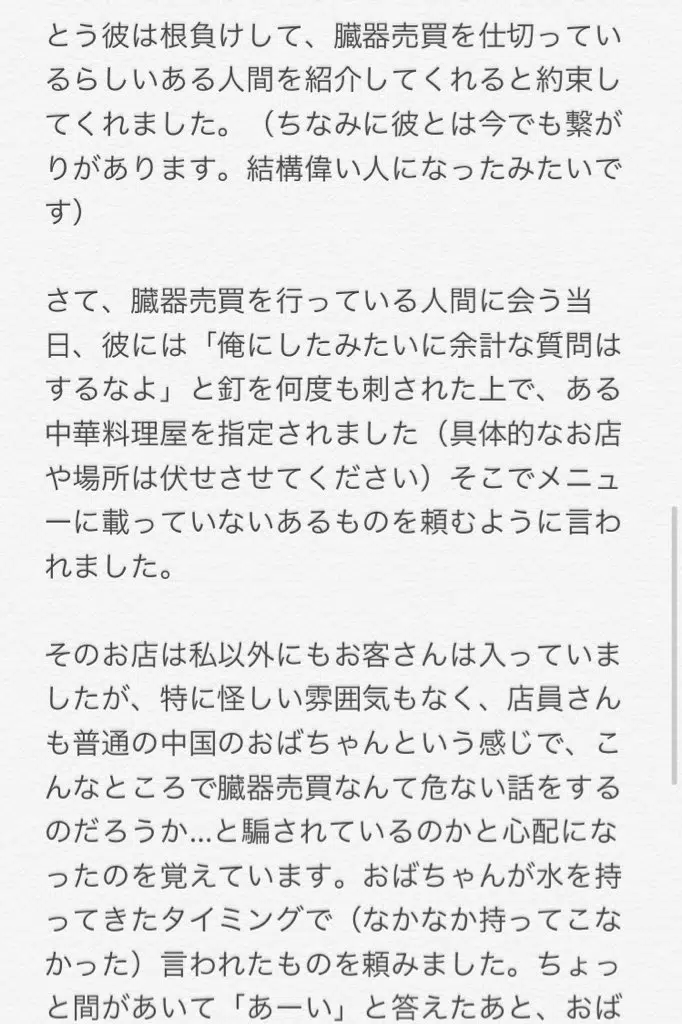 とう彼は根負けして、臓器売買を仕切ってい
るらしいある人間を紹介してくれると約束し
てくれました。（ちなみに彼とは今でも繋が
りがあります。結構偉い人になったみたいで
す）
さて、臓器売買を行っている人間に会う当
日、彼には「俺にしたみたいに余計な質問は
するなよ」と釘を何度も刺された上で、ある
中華料理屋を指定されました（具体的なお店
や場所は伏せさせてください）そこでメニュ
ーに載っていないあるものを頼むように言わ
れました。
そのお店は私以外にもお客さんは入っていま
したが、特に怪しい雰囲気もなく、店員さん
も普通の中国のおばちゃんという感じで、こ
んなところで臓器売買なんて危ない話をする
のだろうか...と騙されているのかと心配にな
ったのを覚えています。おばちゃんが水を持
ってきたタイミングで（なかなか持ってこな
かった）言われたものを頼みました。ちょっ
と間があいて「あーい」と答えたあと、おば